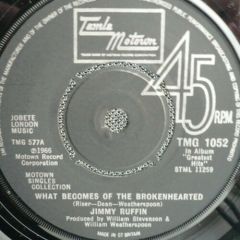 Tamla
Motown
45
RPM
JOBETE
LONDON
MUSIC
TMG 577A
℗1966
Motown Record
Corporation
TMG 1052
In Album
"Greatest
Hits"
STML 11259
MOTOWN
SINGLES
COLLECTION
WHAT BECOMES OF THE BROKENHEARTED
(Riser-Dean-Weatherspoon)
JIMMY RUFFIN
Produced by William Stevenson &
William Weatherspoon
MADE IN GT BRITAIN